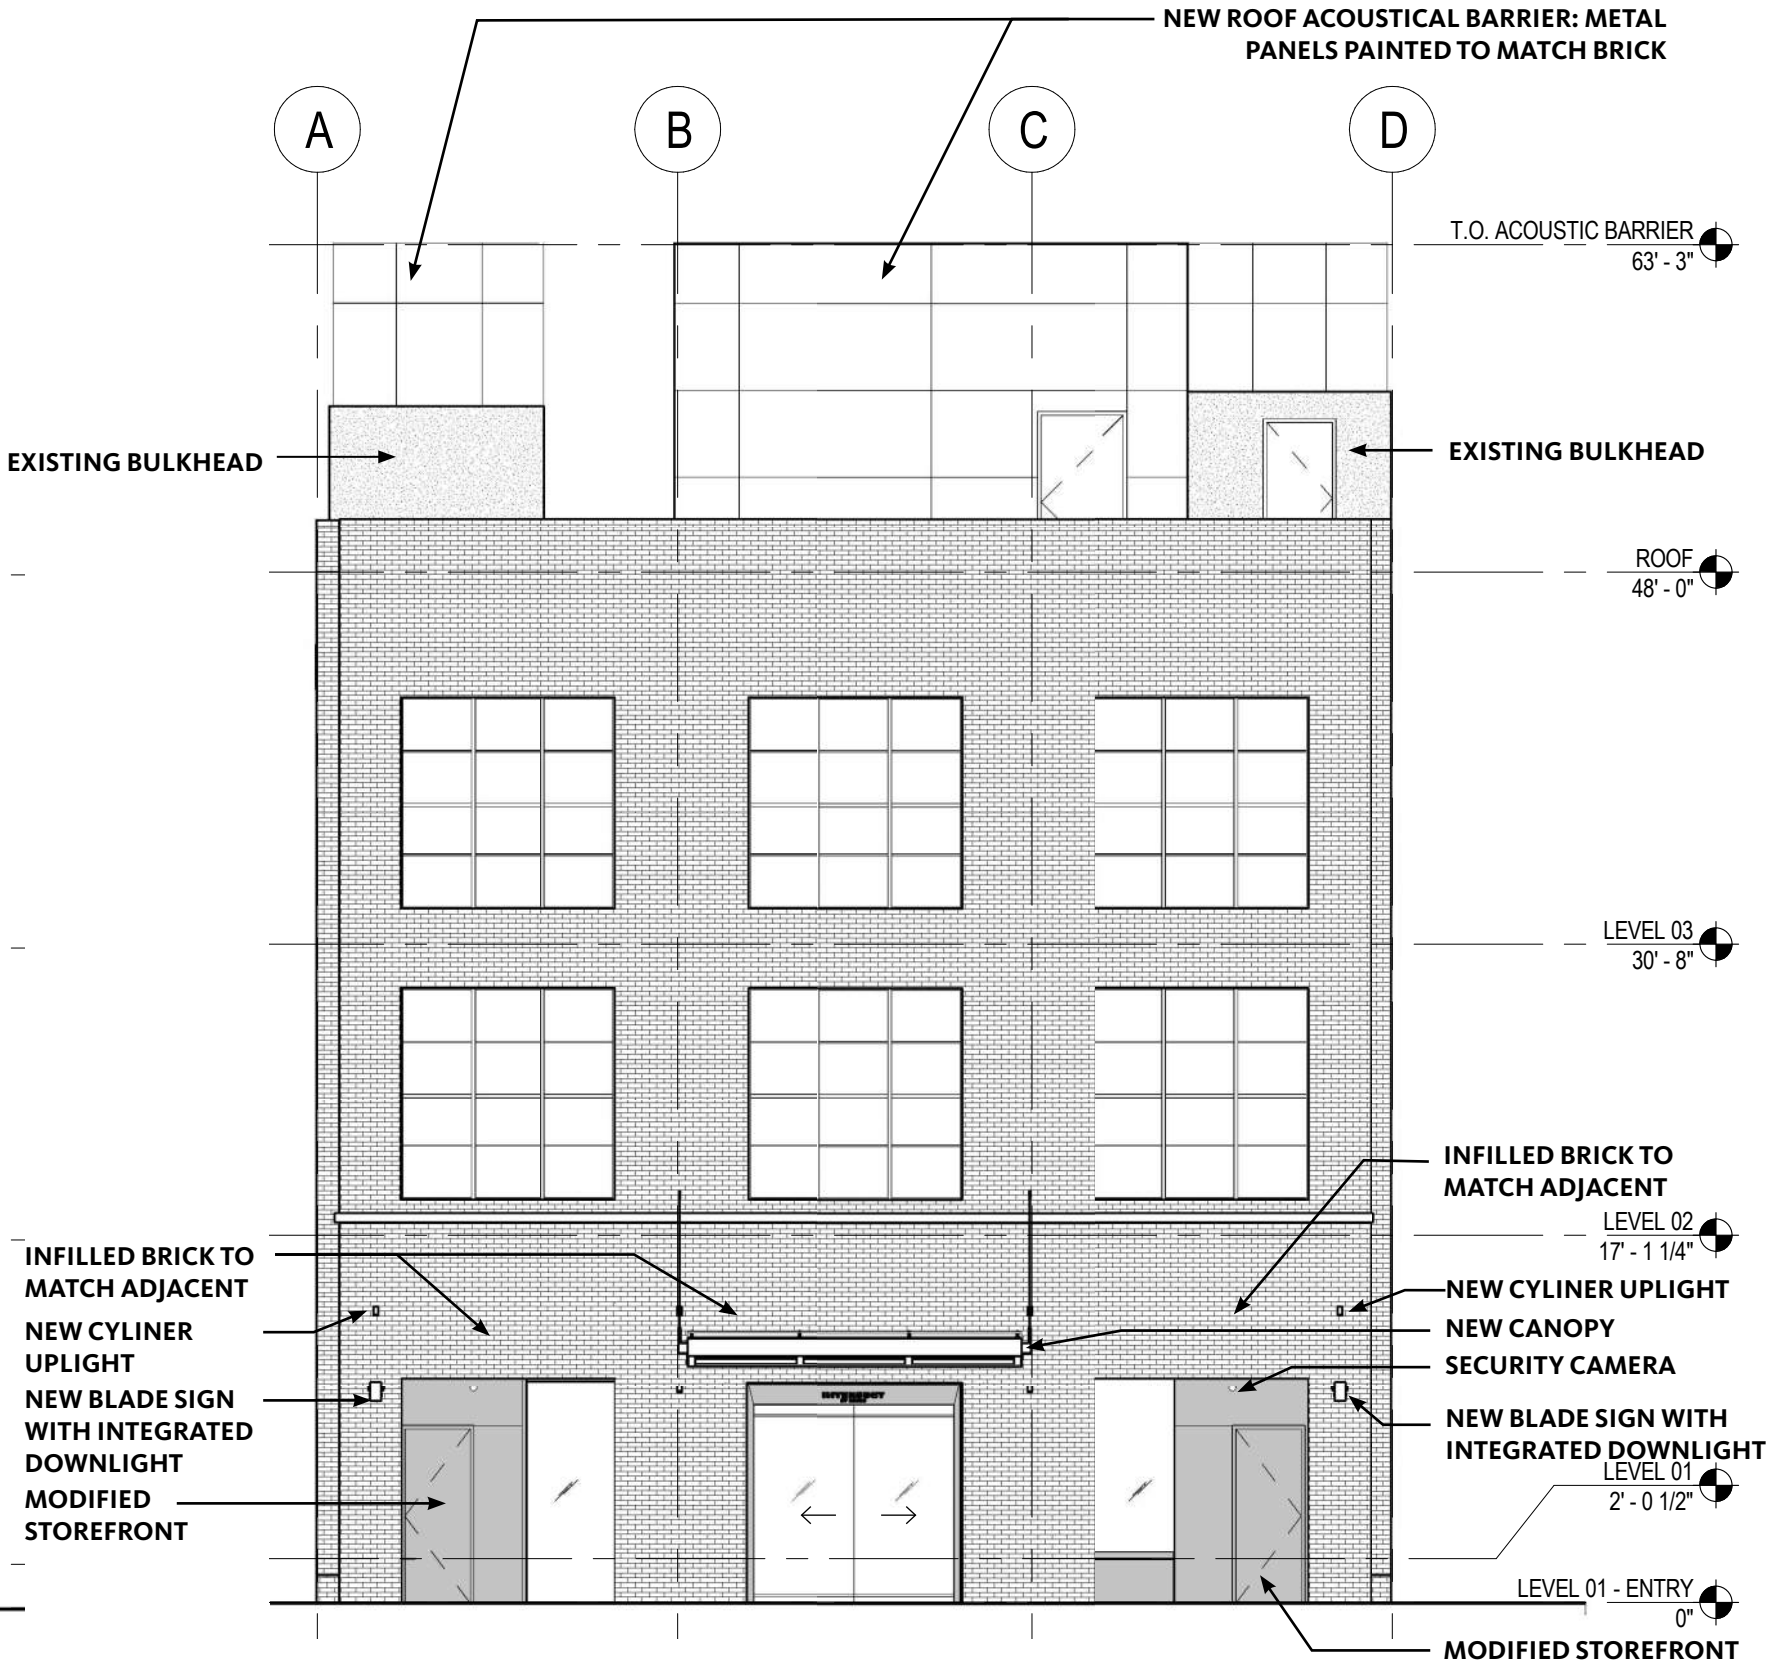 NEW ROOF ACOUSTICAL BARRIER: METAL
PANELS PAINTED TO MATCH BRICK
A
B
C
D
T.O. ACOUSTIC BARRIER
63' - 3"
EXISTING BULKHEAD
EXISTING BULKHEAD
ROOF
48' - 0"
LEVEL 03
30' - 8"
INFILLED BRICK TO
MATCH ADJACENT
LEVEL 02
17' - 1 1/4"
INFILLED BRICK TO
MATCH ADJACENT
NEW CYLINER UPLIGHT
NEW CYLINER
UPLIGHT
NEW CANOPY
SECURITY CAMERA
NEW BLADE SIGN
WITH INTEGRATED
DOWNLIGHT
NEW BLADE SIGN WITH
INTEGRATED DOWNLIGHT
LEVEL 01
2' - 0 1/2"
MODIFIED
STOREFRONT
LEVEL 01 - ENTRY
0"
MODIFIED STOREFRONT